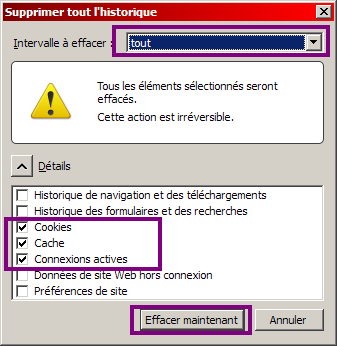 Supprimer tout l'historique
Intervalle à effacer : tout
Tous les éléments sélectionnés seront
effacés.
Cette action est irréversible.
Détails
Historique de navigation et des téléchargements
Historique des formulaires et des recherches
Cookies
Cache
Connexions actives
Données de site Web hors connexion
Préférences de site
Effacer maintenant Annuler